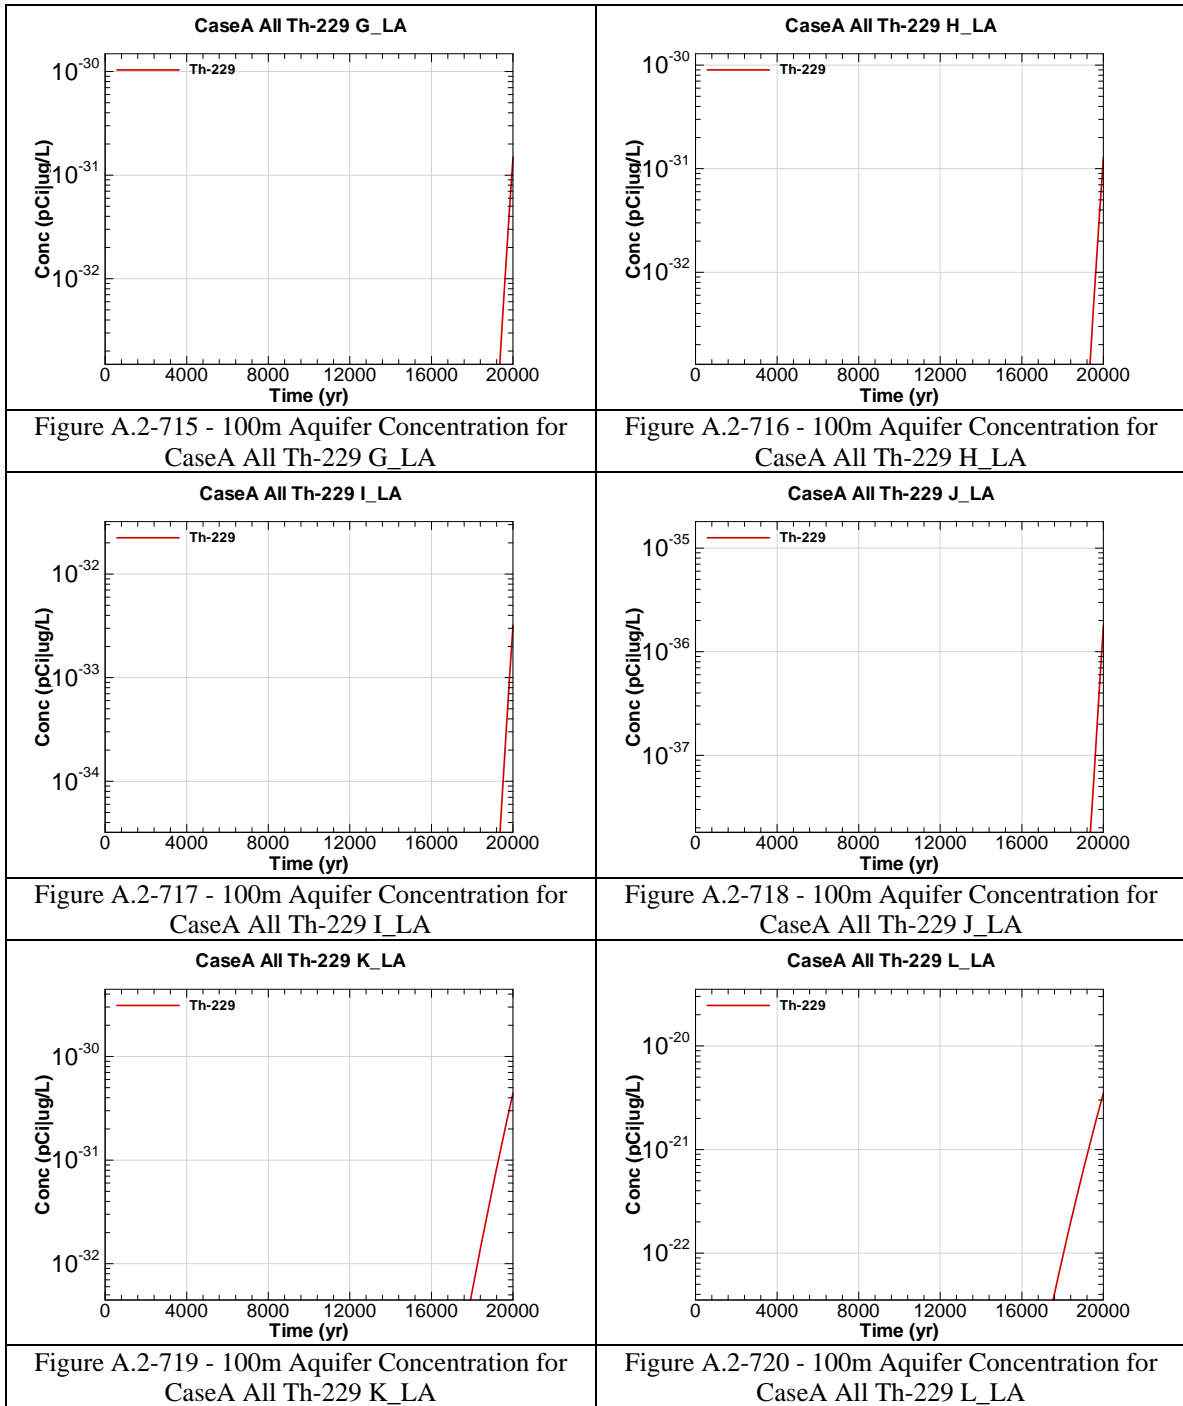 CaseA All Th-229 G_LA
Th-229
10-30
10-31
10-32
Conc (pCi|ug/L)
0 4000 8000 12000 16000 20000
Time (yr)
Figure A.2-715 - 100m Aquifer Concentration for
CaseA All Th-229 G_LA
CaseA All Th-229 H_LA
Th-229
10-30
10-31
10-32
Conc (pCi|ug/L)
0 4000 8000 12000 16000 20000
Time (yr)
Figure A.2-716 - 100m Aquifer Concentration for
CaseA All Th-229 H_LA
CaseA All Th-229 I_LA
Th-229
10-32
10-33
10-34
Conc (pCi|ug/L)
0 4000 8000 12000 16000 20000
Time (yr)
Figure A.2-717 - 100m Aquifer Concentration for
CaseA All Th-229 I_LA
CaseA All Th-229 J_LA
Th-229
10-35
10-36
10-37
Conc (pCi|ug/L)
0 4000 8000 12000 16000 20000
Time (yr)
Figure A.2-718 - 100m Aquifer Concentration for
CaseA All Th-229 J_LA
CaseA All Th-229 K_LA
Th-229
10-30
10-31
10-32
Conc (pCi|ug/L)
0 4000 8000 12000 16000 20000
Time (yr)
Figure A.2-719 - 100m Aquifer Concentration for
CaseA All Th-229 K_LA
CaseA All Th-229 L_LA
Th-229
10-20
10-21
10-22
Conc (pCi|ug/L)
0 4000 8000 12000 16000 20000
Time (yr)
Figure A.2-720 - 100m Aquifer Concentration for
CaseA All Th-229 L_LA